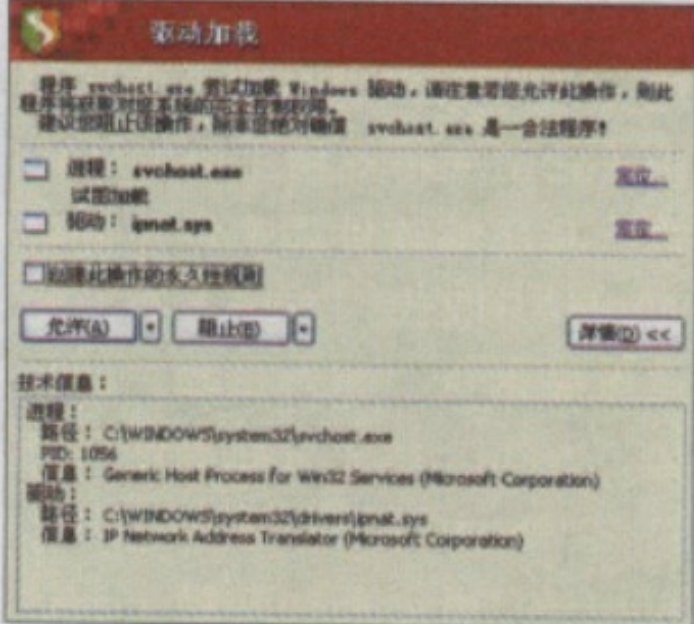 驱动加载
程序 svchost.exe 尝试加载 Windows 驱动，请注意若您允许此操作，则此
程序将获取对您系统的完全控制权限。
建议您阻止该操作，除非您绝对确信 svchost.exe 是一合法程序！
进程： svchost.exe
定位...
试图加载
驱动： ipnat.sys
定位...
创建此操作的永久性规则
允许(A)
阻止(B)
详情(D) <<
技术信息：
进程：
路径： C:\WINDOWS\system32\svchost.exe
PID: 1056
信息： Generic Host Process for Win32 Services (Microsoft Corporation)
驱动：
路径： C:\WINDOWS\system32\drivers\ipnat.sys
信息： IP Network Address Translator (Microsoft Corporation)